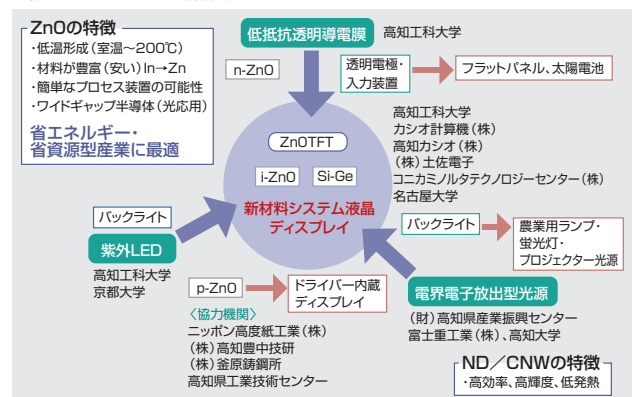 ZnOの特徴
・低温形成（室温～200℃）
・材料が豊富（安い）In→Zn
・簡単なプロセス装置の可能性
・ワイドギャップ半導体（光応用）
省エネルギー・
省資源型産業に最適
低抵抗透明導電膜
高知工科大学
n-ZnO
透明電極・
入力装置
フラットパネル、太陽電池
高知工科大学
カシオ計算機（株）
高知カシオ（株）
（株）土佐電子
コニカミノルタテクノロジーセンター（株）
名古屋大学
ZnOTFT
i-ZnO
Si-Ge
新材料システム液晶
ディスプレイ
バックライト
紫外LED
高知工科大学
京都大学
バックライト
農業用ランプ・
蛍光灯・
プロジェクター光源
電界電子放出型光源
（財）高知県産業振興センター
富士重工業（株）、高知大学
p-ZnO
ドライバー内蔵
ディスプレイ
〈協力機関〉
ニッポン高度紙工業（株）
（株）高知豊中技研
（株）釜原鋳鋼所
高知県工業技術センター
ND／CNWの特徴
・高効率、高輝度、低発熱